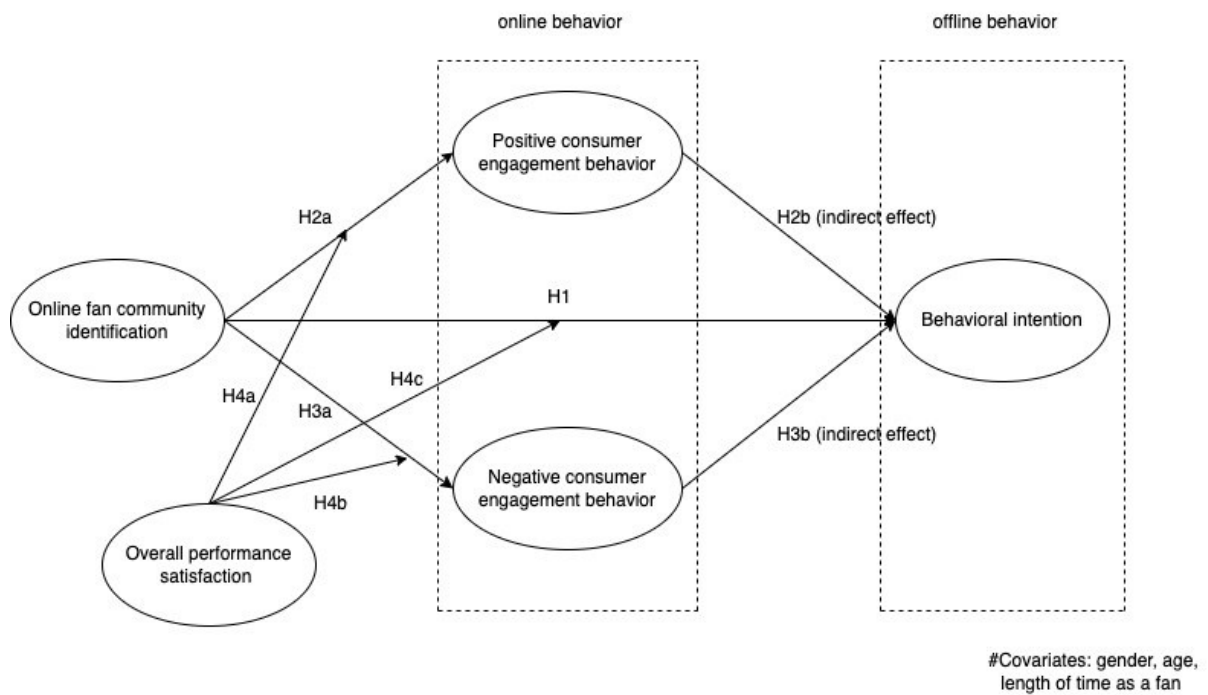 online behavior
offline behavior
Positive consumer
engagement behavior
H2a
H2b (indirect effect)
Online fan community
identification
H1
Behavioral intention
H4c
H4a
H3a
H3b (indirect effect)
Negative consumer
engagement behavior
H4b
Overall performance
satisfaction
#Covariates: gender, age,
length of time as a fan